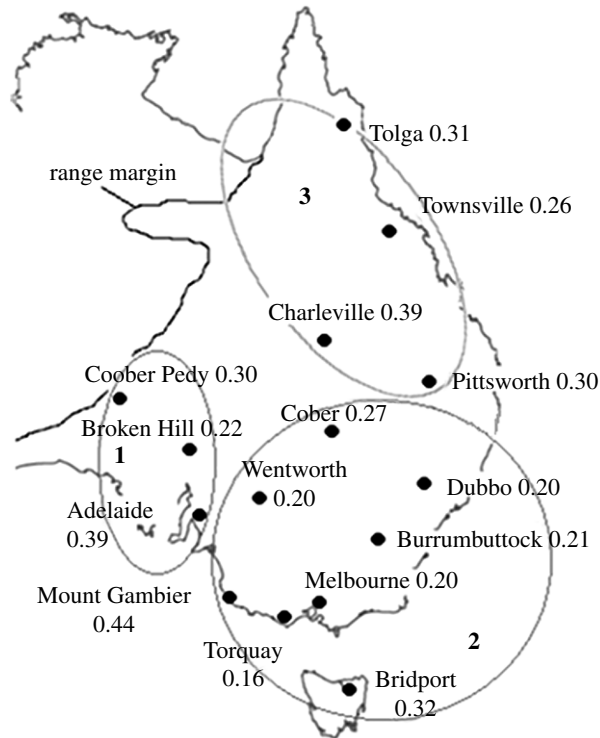 Tolga 0.31
range margin
3
Townsville 0.26
Charleville 0.39
Coober Pedy 0.30
Pittsworth 0.30
Cober 0.27
Broken Hill 0.22
1
Wentworth
0.20
Dubbo 0.20
Adelaide
0.39
Burrumbuttock 0.21
Melbourne 0.20
Mount Gambier
0.44
Torquay
0.16
2
Bridport
0.32